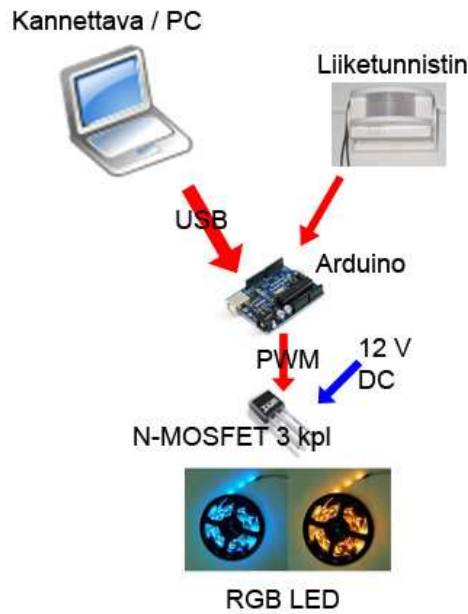 Kannettava / PC
Liiketunnistin
USB
Arduino
PWM
12 V
DC
N-MOSFET 3 kpl
RGB LED